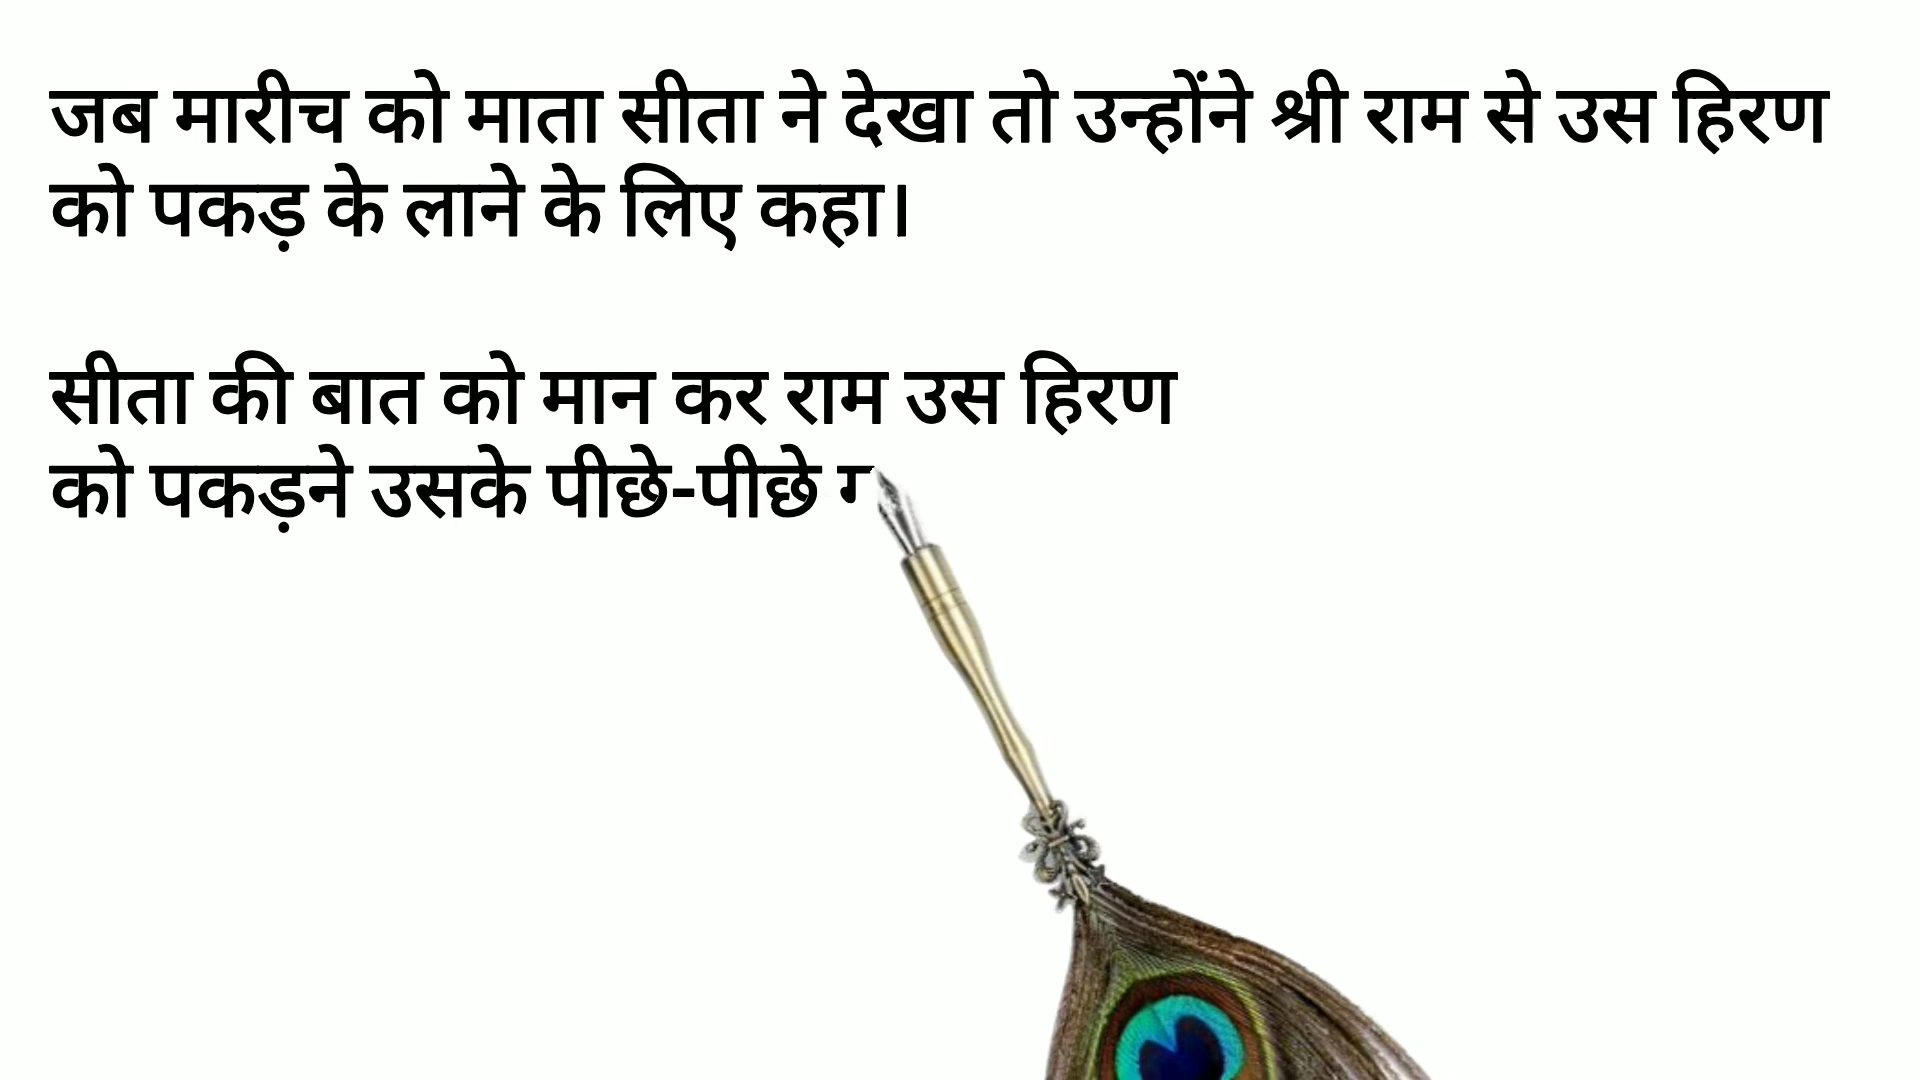 जब मारीच को माता सीता ने देखा तो उन्होंने श्री राम से उस हिरण
को पकड़ के लाने के लिए कहा।
सीता की बात को मान कर राम उस हिरण
को पकड़ने उसके पीछे-पीछे